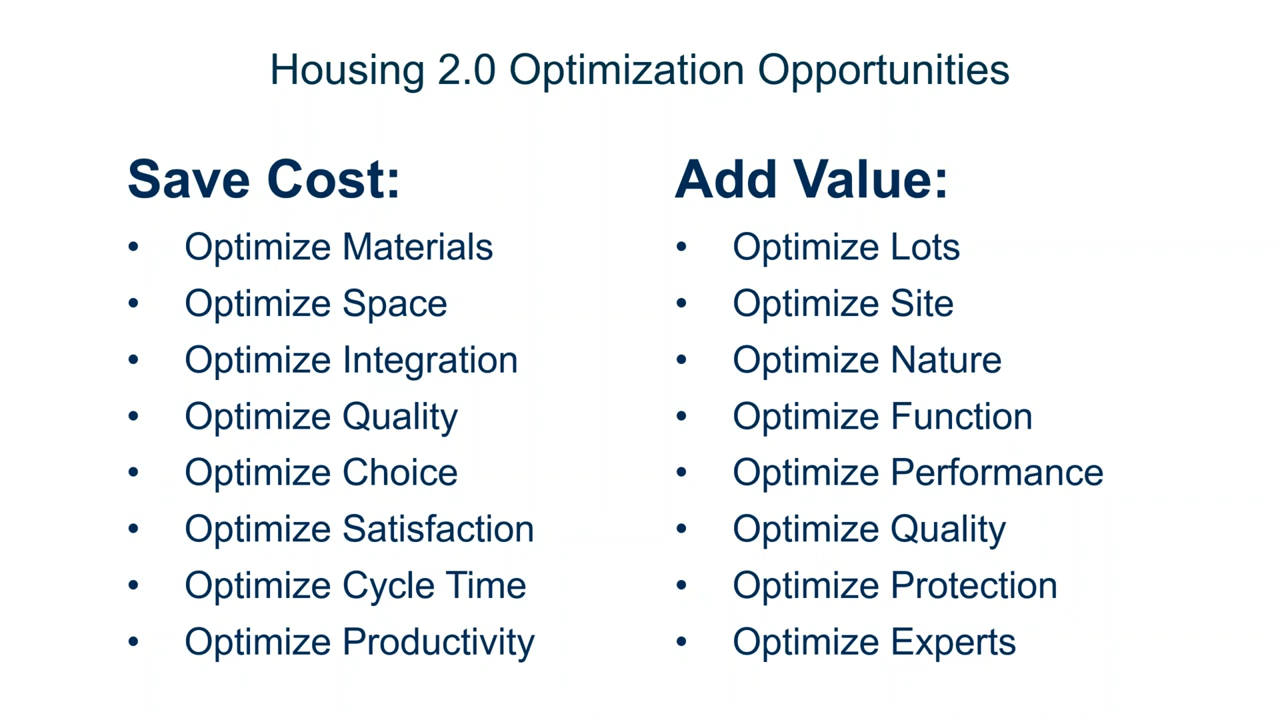 Housing 2.0 Optimization Opportunities
Save Cost:
• Optimize Materials
• Optimize Space
• Optimize Integration
• Optimize Quality
• Optimize Choice
• Optimize Satisfaction
• Optimize Cycle Time
• Optimize Productivity
Add Value:
• Optimize Lots
• Optimize Site
• Optimize Nature
• Optimize Function
• Optimize Performance
• Optimize Quality
• Optimize Protection
• Optimize Experts